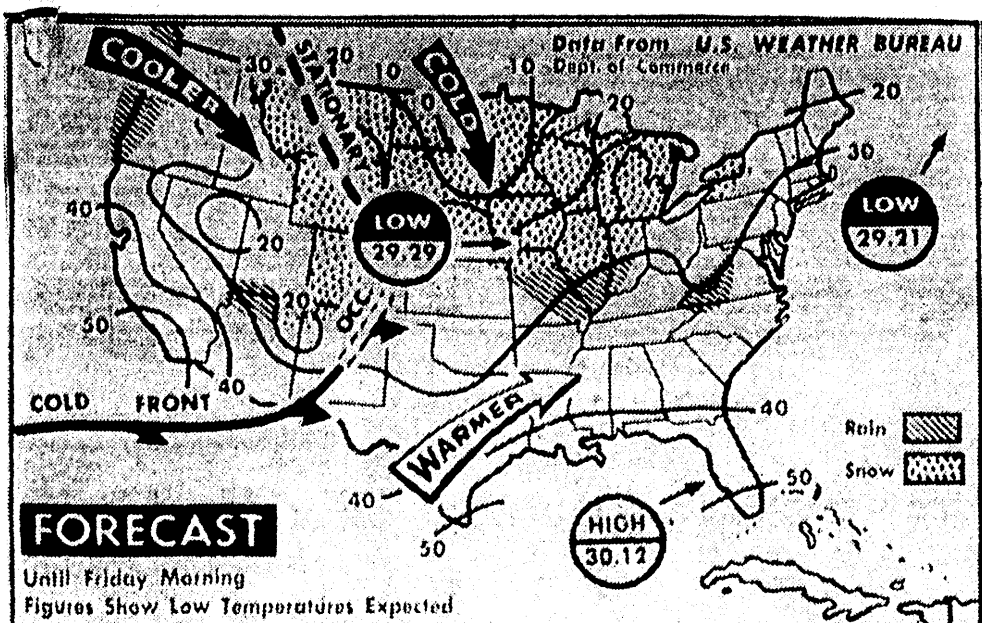 Data From U.S. WEATHER BUREAU
Dept. of Commerce
COOLER
STATIONARY
COLD
30
20
10
0
10
20
20
30
LOW
29.29
LOW
29.21
40
20
50
20
OCC
40
COLD FRONT
WARMER
40
40
50
50
HIGH
30.12
Rain
Snow
FORECAST
Until Friday Morning
Figures Show Low Temperatures Expected